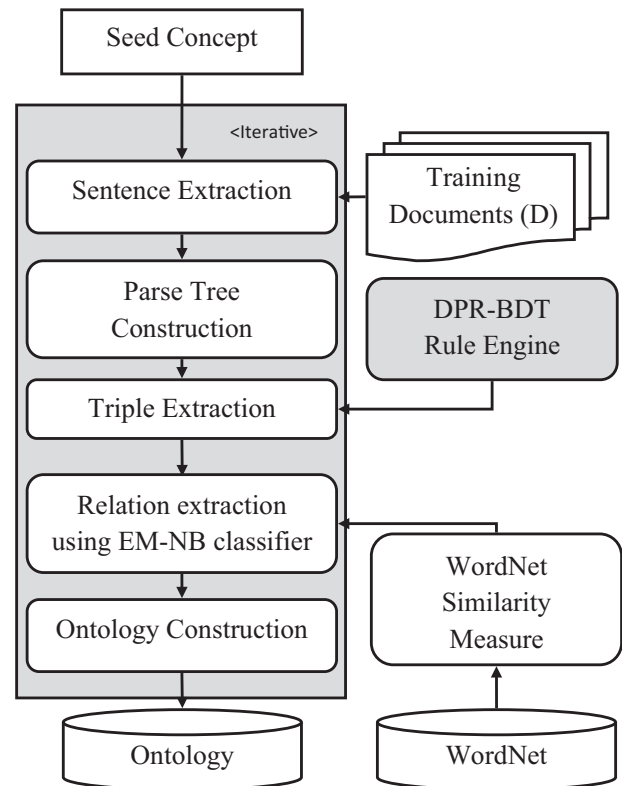 Seed Concept
<Iterative>
Sentence Extraction
Training
Documents (D)
Parse Tree
Construction
DPR-BDT
Rule Engine
Triple Extraction
Relation extraction
using EM-NB classifier
WordNet
Similarity
Measure
Ontology Construction
Ontology
WordNet